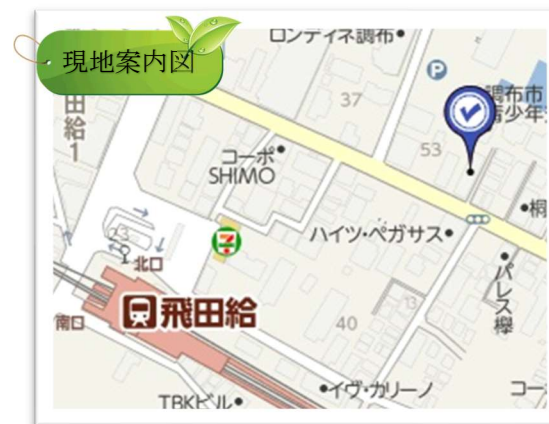 現地案内図
ロンディネ調布
37
調布市
青少年
53
田給1
コーポ
SHIMO
ハイツ・ペガサス
桐
23
北口
パレス欅
13
飛田給
南口
40
イヴ・カリーノ
コー
TBKビル
P
7